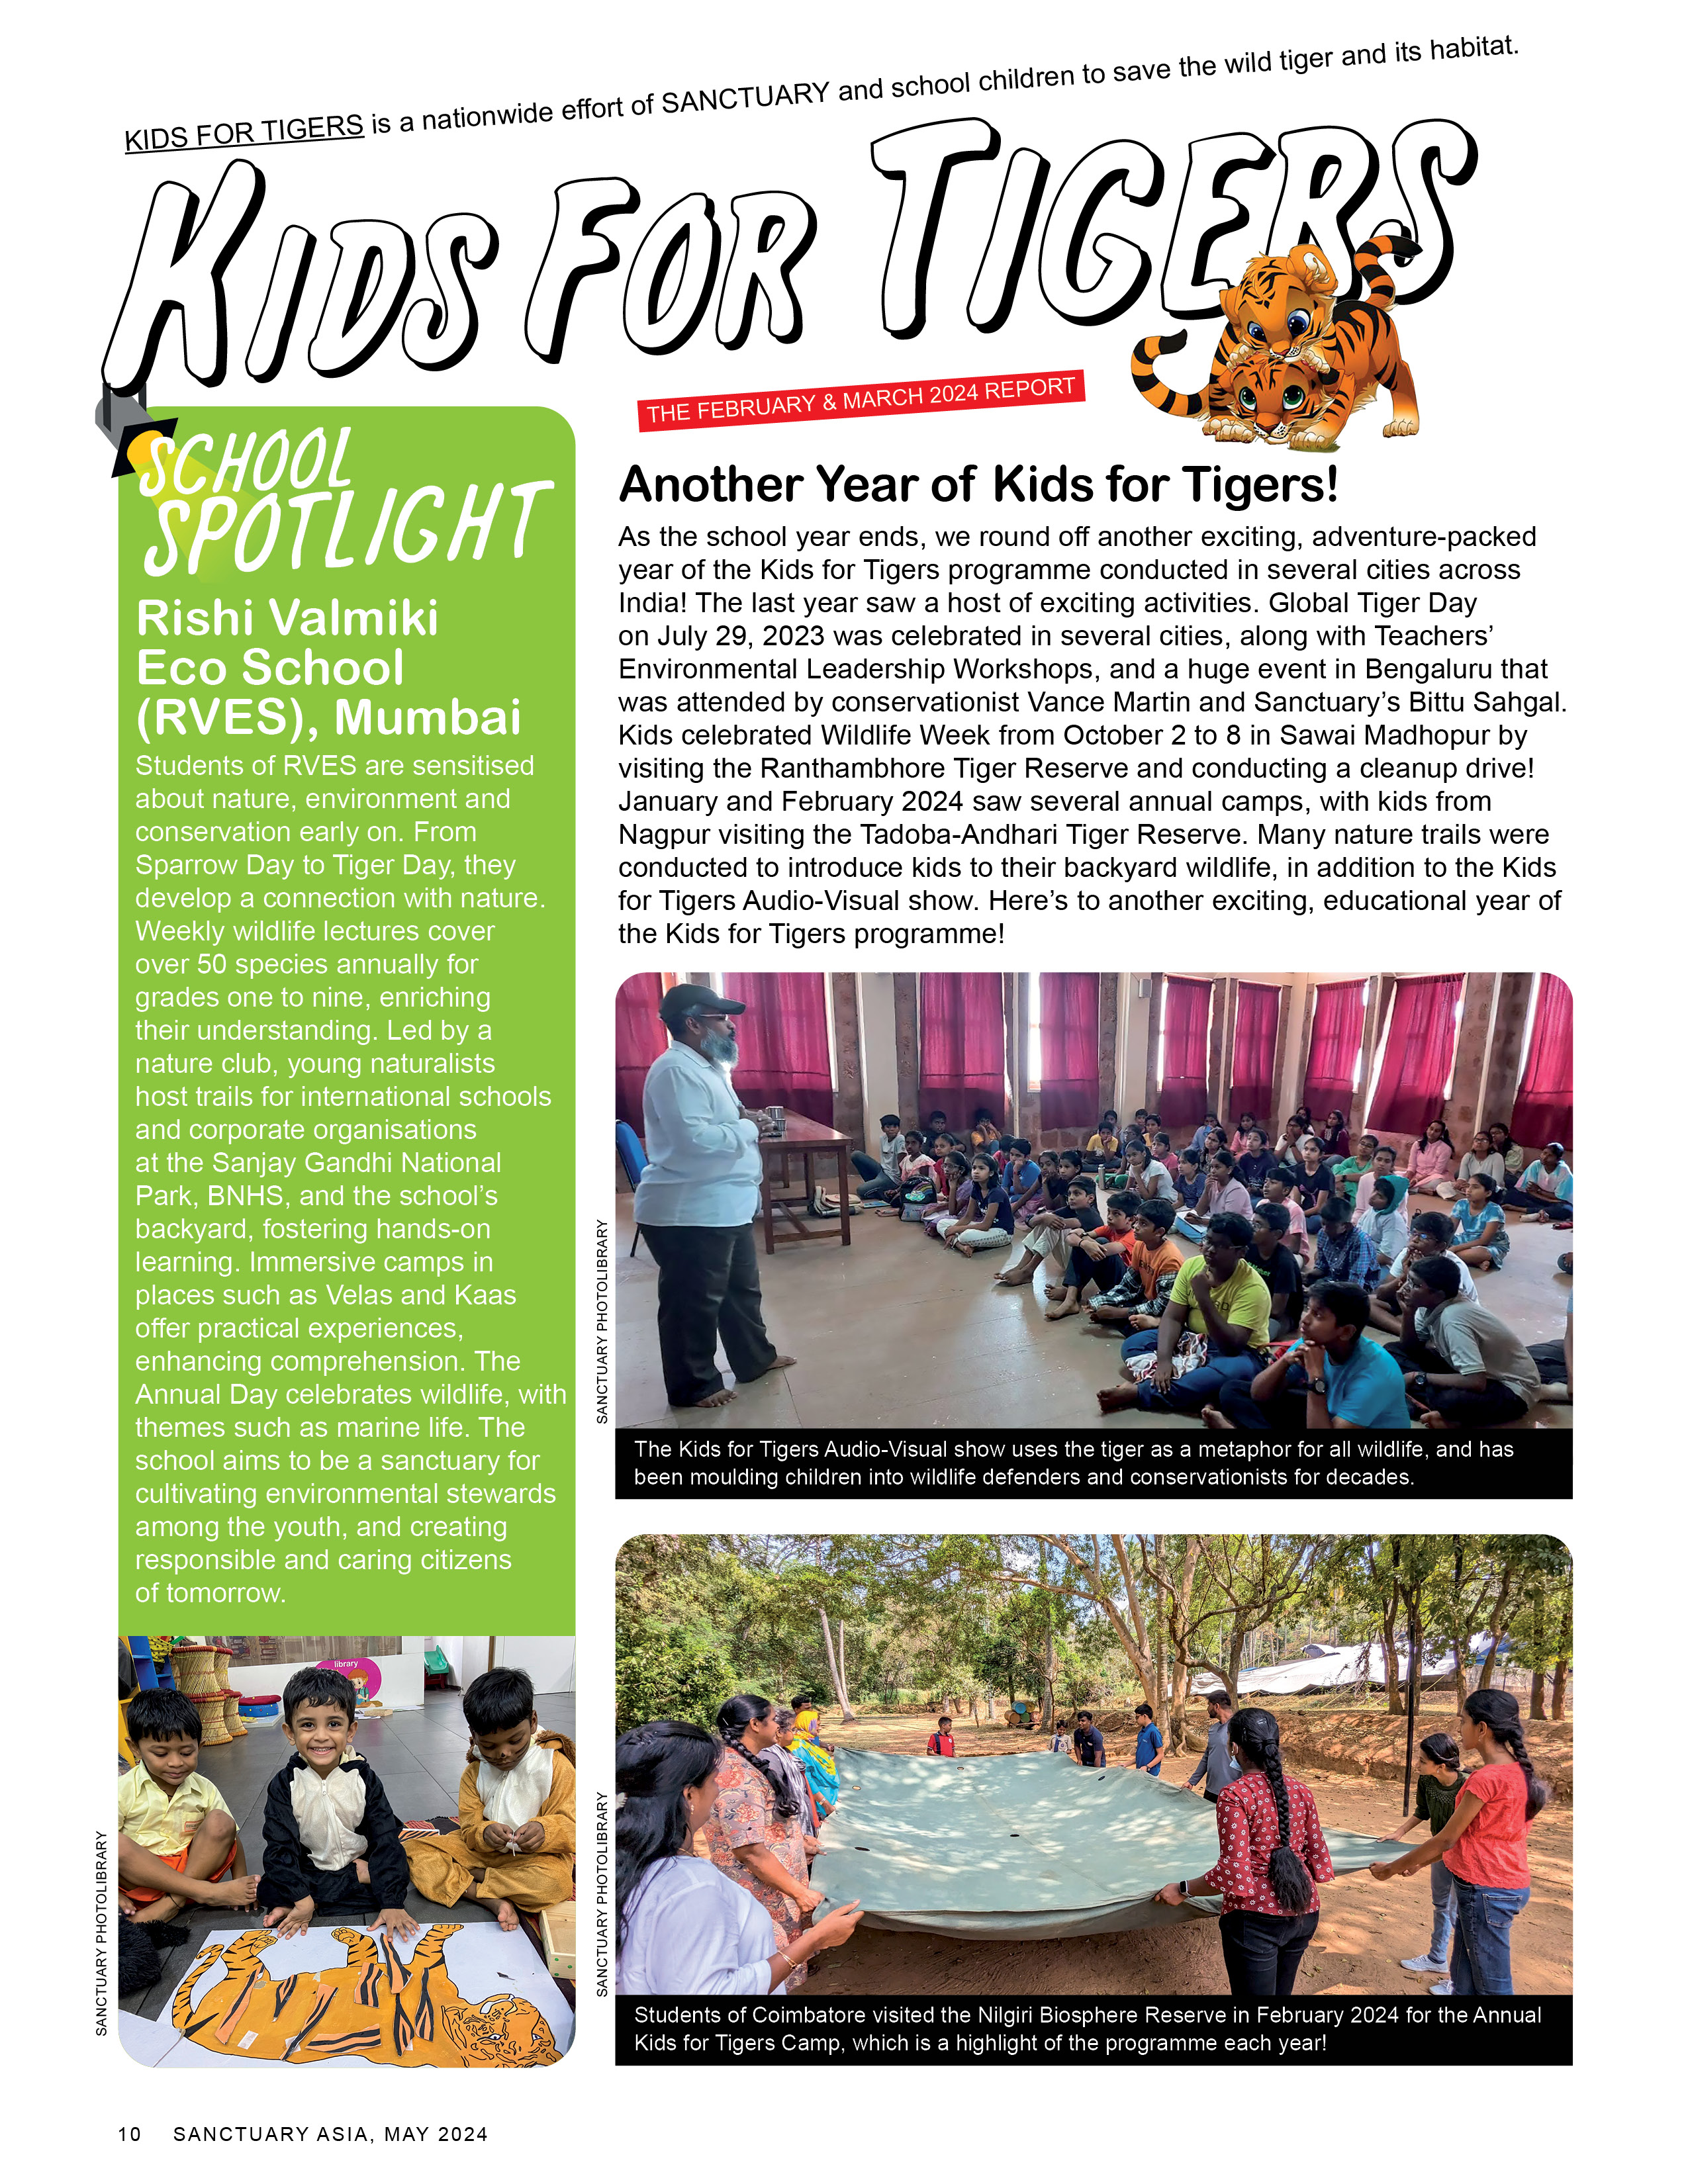 KIDS FOR TIGERS is a nationwide effort of SANCTUARY and school children to save the wild tiger and its habitat.
KIDS FOR TIGERS
THE FEBRUARY & MARCH 2024 REPORT
SCHOOL
SPOTLIGHT
Rishi Valmiki
Eco School
(RVES), Mumbai
Students of RVES are sensitised
about nature, environment and
conservation early on. From
Sparrow Day to Tiger Day, they
develop a connection with nature.
Weekly wildlife lectures cover
over 50 species annually for
grades one to nine, enriching
their understanding. Led by a
nature club, young naturalists
host trails for international schools
and corporate organisations
at the Sanjay Gandhi National
Park, BNHS, and the school's
backyard, fostering hands-on
learning. Immersive camps in
places such as Velas and Kaas
offer practical experiences,
enhancing comprehension. The
Annual Day celebrates wildlife, with
themes such as marine life. The
school aims to be a sanctuary for
cultivating environmental stewards
among the youth, and creating
responsible and caring citizens
of tomorrow.
library
SANCTUARY PHOTOLIBRARY
Another Year of Kids for Tigers!
As the school year ends, we round off another exciting, adventure-packed
year of the Kids for Tigers programme conducted in several cities across
India! The last year saw a host of exciting activities. Global Tiger Day
on July 29, 2023 was celebrated in several cities, along with Teachers'
Environmental Leadership Workshops, and a huge event in Bengaluru that
was attended by conservationist Vance Martin and Sanctuary's Bittu Sahgal.
Kids celebrated Wildlife Week from October 2 to 8 in Sawai Madhopur by
visiting the Ranthambhore Tiger Reserve and conducting a cleanup drive!
January and February 2024 saw several annual camps, with kids from
Nagpur visiting the Tadoba-Andhari Tiger Reserve. Many nature trails were
conducted to introduce kids to their backyard wildlife, in addition to the Kids
for Tigers Audio-Visual show. Here's to another exciting, educational year of
the Kids for Tigers programme!
SANCTUARY PHOTOLIBRARY
The Kids for Tigers Audio-Visual show uses the tiger as a metaphor for all wildlife, and has
been moulding children into wildlife defenders and conservationists for decades.
SANCTUARY PHOTOLIBRARY
Students of Coimbatore visited the Nilgiri Biosphere Reserve in February 2024 for the Annual
Kids for Tigers Camp, which is a highlight of the programme each year!
10 SANCTUARY ASIA, MAY 2024